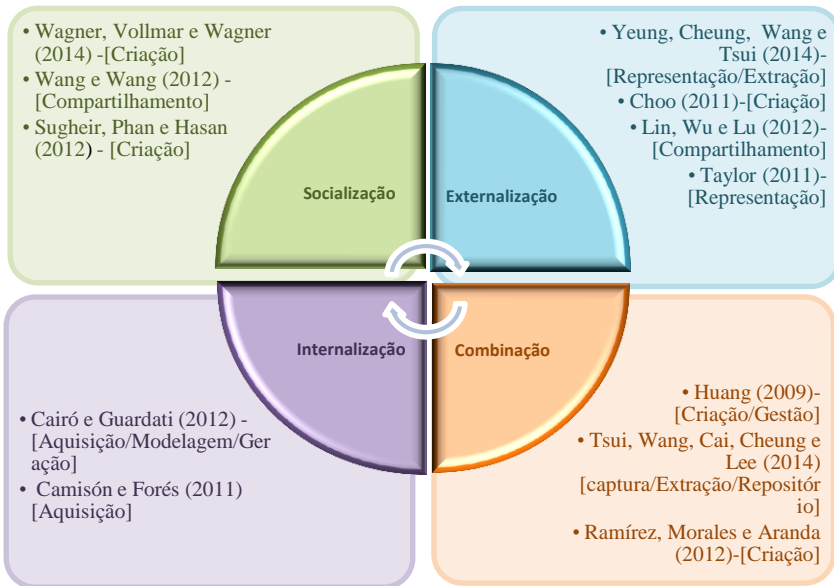 • Wagner, Vollmar e Wagner
(2014) -[Criação]
• Wang e Wang (2012) -
[Compartilhamento]
• Sugheir, Phan e Hasan
(2012) - [Criação]
Socialização
• Yeung, Cheung, Wang e
Tsui (2014)-
[Representação/Extração]
• Choo (2011)-[Criação]
• Lin, Wu e Lu (2012)-
[Compartilhamento]
• Taylor (2011)-
[Representação]
Externalização
Internalização
• Cairó e Guardati (2012) -
[Aquisição/Modelagem/Ger
ação]
• Camisón e Forés (2011)
[Aquisição]
Combinação
• Huang (2009)-
[Criação/Gestão]
• Tsui, Wang, Cai, Cheung e
Lee (2014)
[captura/Extração/Repositór
io]
• Ramírez, Morales e Aranda
(2012)-[Criação]